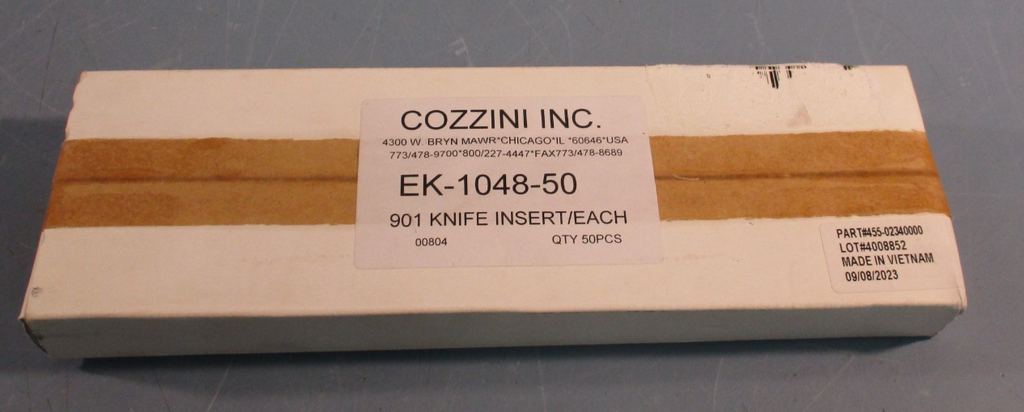 COZZINI INC.
4300 W. BRYN MAWR*CHICAGO*IL *60646*USA
773/478-9700*800/227-4447*FAX773/478-8689
EK-1048-50
901 KNIFE INSERT/EACH
00804 QTY 50PCS
PART#455-02340000
LOT#4008852
MADE IN VIETNAM
09/08/2023